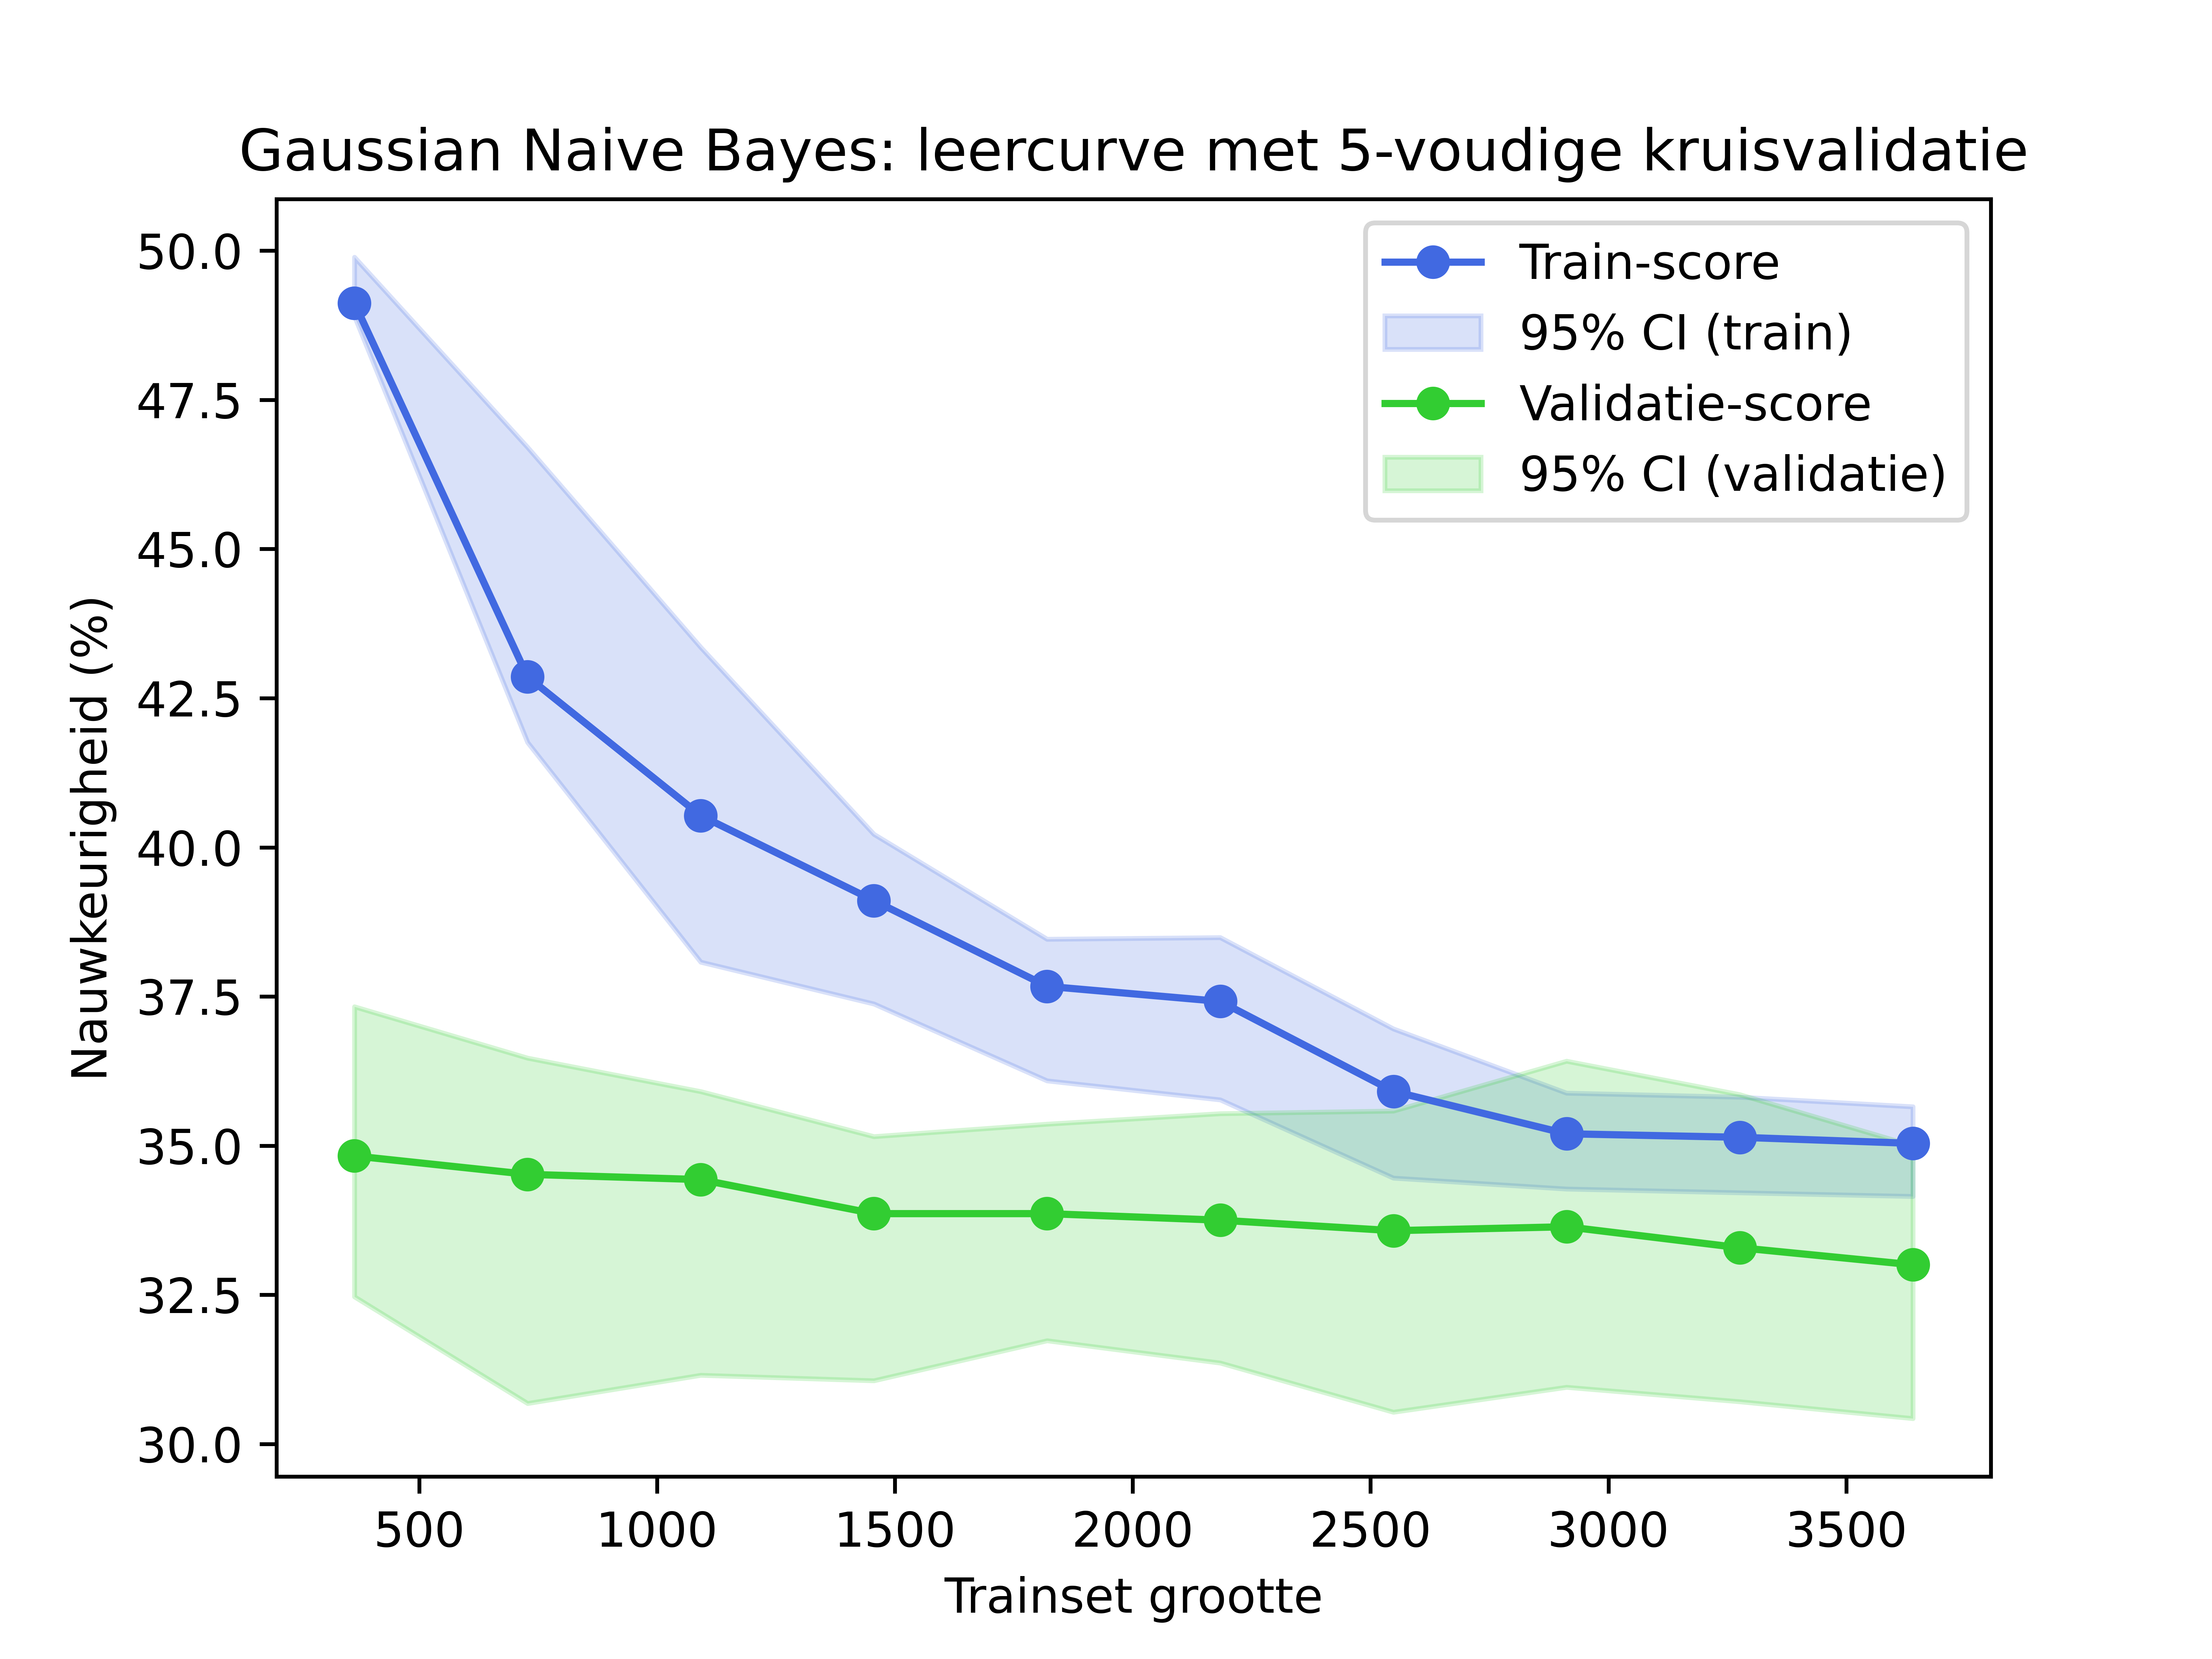 Gaussian Naive Bayes: leercurve met 5-voudige kruisvalidatie
50.0
47.5
45.0
42.5
40.0
37.5
35.0
32.5
30.0
Nauwkeurigheid (%)
Train-score
95% CI (train)
Validatie-score
95% CI (validatie)
500 1000 1500 2000 2500 3000 3500
Trainset grootte